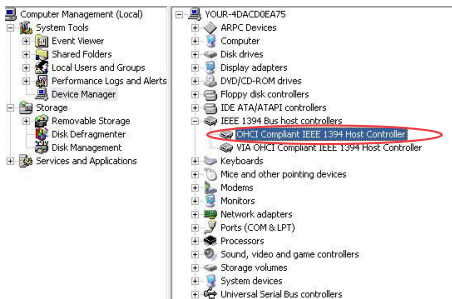 Computer Management (Local)
System Tools
Event Viewer
Shared Folders
Local Users and Groups
Performance Logs and Alerts
Device Manager
Storage
Removable Storage
Disk Defragmenter
Disk Management
Services and Applications
YOUR-4DACD0EA75
ARPC Devices
Computer
Disk drives
Display adapters
DVD/CD-ROM drives
Floppy disk controllers
IDE ATA/ATAPI controllers
IEEE 1394 Bus host controllers
OHCI Compliant IEEE 1394 Host Controller
VIA OHCI Compliant IEEE 1394 Host Controller
Keyboards
Mice and other pointing devices
Modems
Monitors
Network adapters
Ports (COM & LPT)
Processors
Sound, video and game controllers
Storage volumes
System devices
Universal Serial Bus controllers